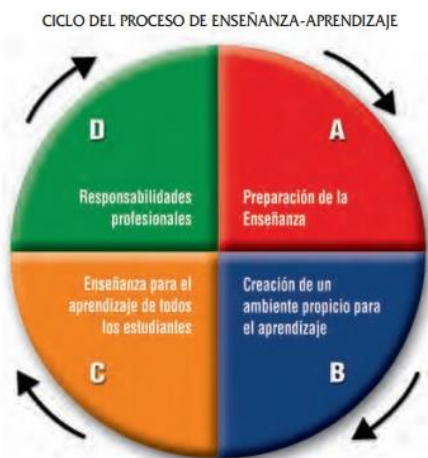 CICLO DEL PROCESO DE ENSEÑANZA-APRENDIZAJE
D
Responsabilidades
profesionales
A
Preparación de la
Enseñanza
Enseñanza para el
aprendizaje de todos
los estudiantes
C
Creación de un
ambiente propicio para
el aprendizaje
B